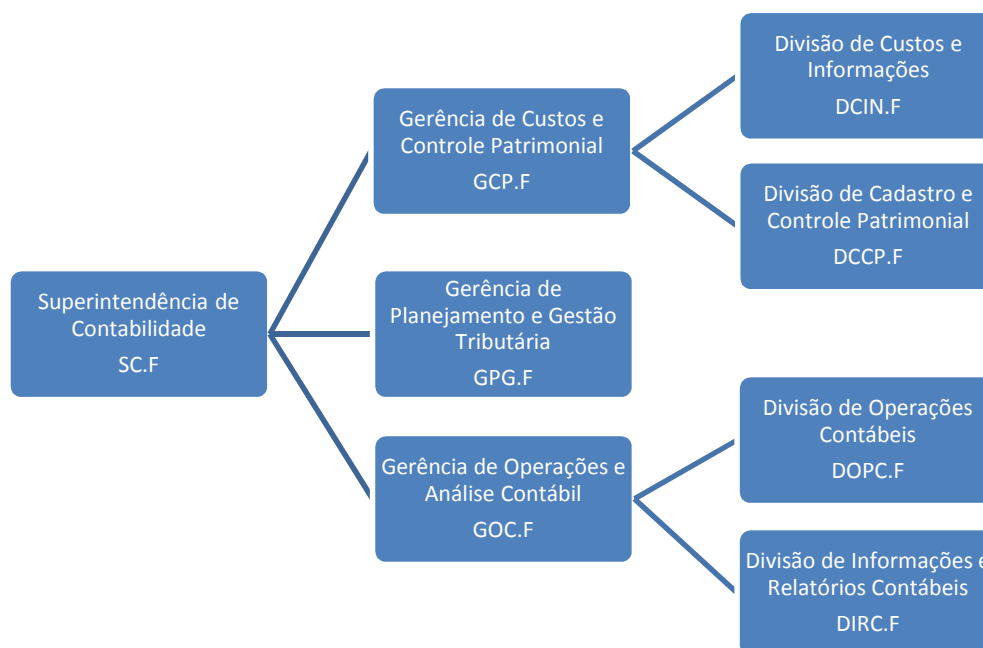 Superintendência de
Contabilidade
SC.F
Gerência de Custos e
Controle Patrimonial
GCP.F
Divisão de Custos e
Informações
DCIN.F
Divisão de Cadastro e
Controle Patrimonial
DCCP.F
Gerência de
Planejamento e Gestão
Tributária
GPG.F
Gerência de Operações e
Análise Contábil
GOC.F
Divisão de Operações
Contábeis
DOPC.F
Divisão de Informações e
Relatórios Contábeis
DIRC.F